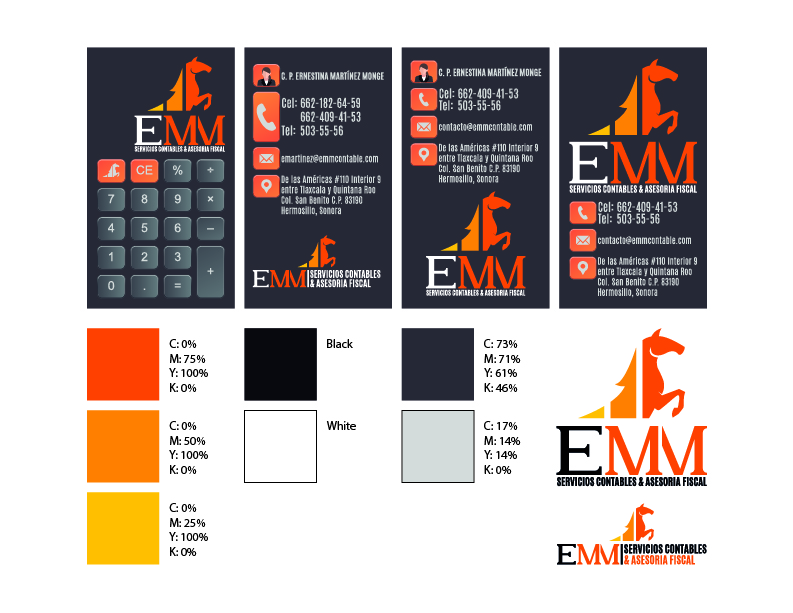 EMM
SERVICIOS CONTABLES & ASESORIA FISCAL
CE % ÷
7 8 9 ×
4 5 6 –
1 2 3
+
0 . =
C. P. ERNESTINA MARTÍNEZ MONGE
Cel: 662-182-64-59
662-409-41-53
Tel: 503-55-56
emartinez@emmcontable.com
De las Américas #110 Interior 9
entre Tlaxcala y Quintana Roo
Col. San Benito C.P. 83190
Hermosillo, Sonora
EMM SERVICIOS CONTABLES
& ASESORIA FISCAL
C. P. ERNESTINA MARTÍNEZ MONGE
Cel: 662-409-41-53
Tel: 503-55-56
contacto@emmcontable.com
De las Américas #110 Interior 9
entre Tlaxcala y Quintana Roo
Col. San Benito C.P. 83190
Hermosillo, Sonora
EMM
SERVICIOS CONTABLES & ASESORIA FISCAL
EMM
SERVICIOS CONTABLES & ASESORIA FISCAL
Cel: 662-409-41-53
Tel: 503-55-56
contacto@emmcontable.com
De las Américas #110 Interior 9
entre Tlaxcala y Quintana Roo
Col. San Benito C.P. 83190
Hermosillo, Sonora
C: 0%
M: 75%
Y: 100%
K: 0%
Black
C: 73%
M: 71%
Y: 61%
K: 46%
C: 0%
M: 50%
Y: 100%
K: 0%
White
C: 17%
M: 14%
Y: 14%
K: 0%
C: 0%
M: 25%
Y: 100%
K: 0%
EMM
SERVICIOS CONTABLES & ASESORIA FISCAL
EMM SERVICIOS CONTABLES
& ASESORIA FISCAL